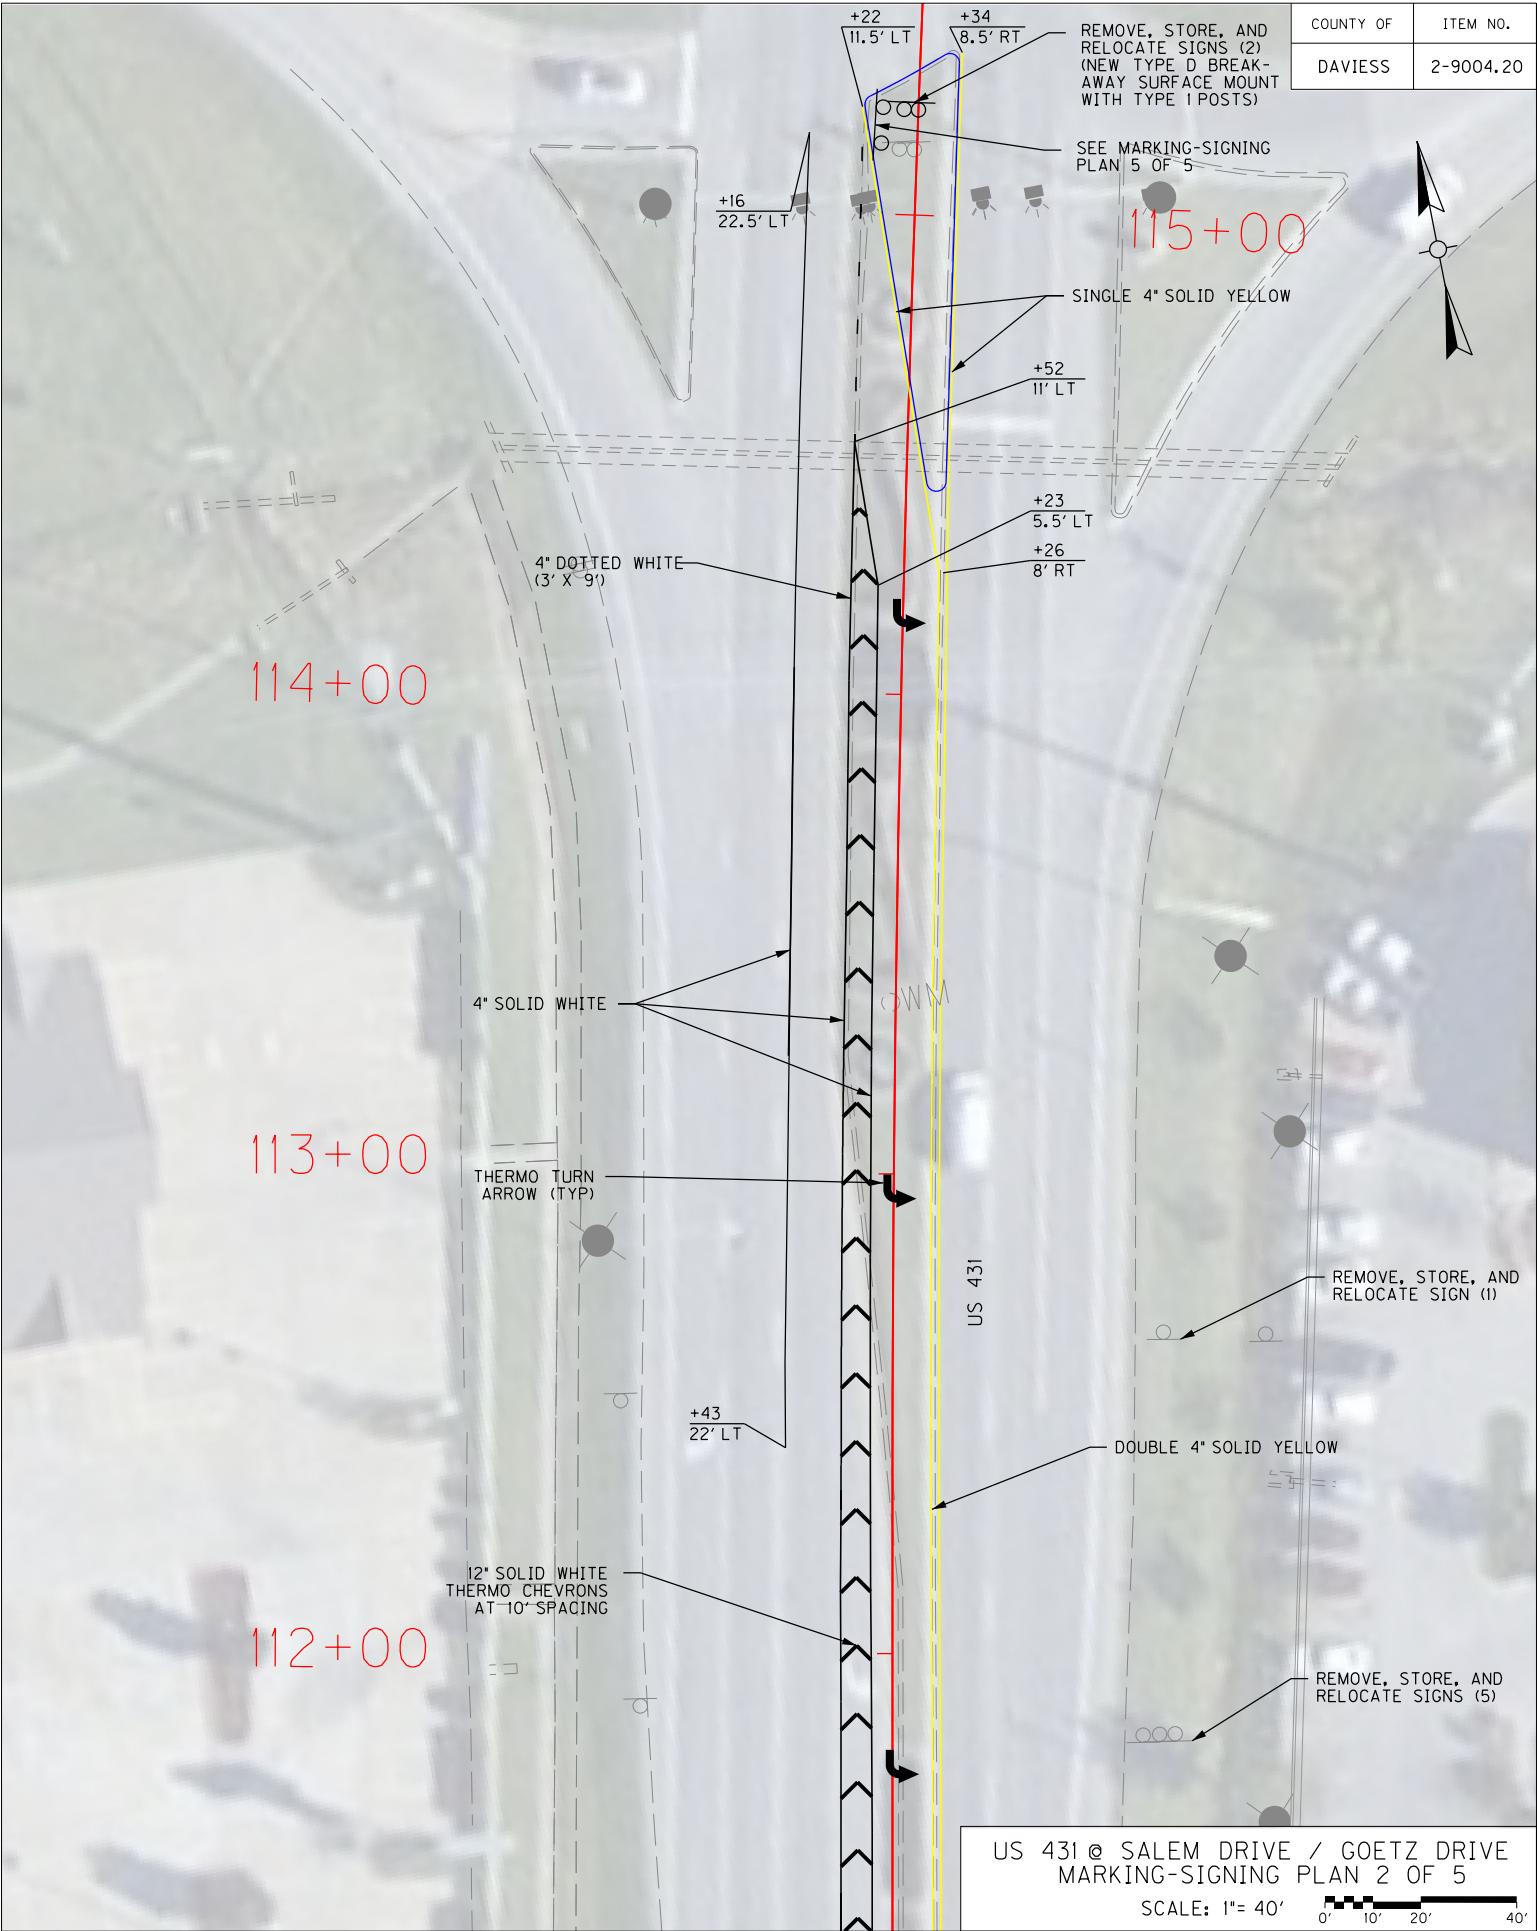 +22
11.5' LT
+34
8.5' RT
REMOVE, STORE, AND
RELOCATE SIGNS (2)
(NEW TYPE D BREAK-
AWAY SURFACE MOUNT
WITH TYPE 1 POSTS)
COUNTY OF
ITEM NO.
DAVIESS
2-9004.20
SEE MARKING-SIGNING
PLAN 5 OF 5
+16
22.5' LT
115+00
SINGLE 4" SOLID YELLOW
+52
11' LT
+23
5.5' LT
+26
8' RT
4" DOTTED WHITE
(3' X 9')
114+00
4" SOLID WHITE
OWM
113+00
THERMO TURN
ARROW (TYP)
US 431
REMOVE, STORE, AND
RELOCATE SIGN (1)
+43
22' LT
DOUBLE 4" SOLID YELLOW
12" SOLID WHITE
THERMO CHEVRONS
AT 10' SPACING
112+00
REMOVE, STORE, AND
RELOCATE SIGNS (5)
US 431 @ SALEM DRIVE / GOETZ DRIVE
MARKING-SIGNING PLAN 2 OF 5
SCALE: 1"= 40'
0' 10' 20' 40'